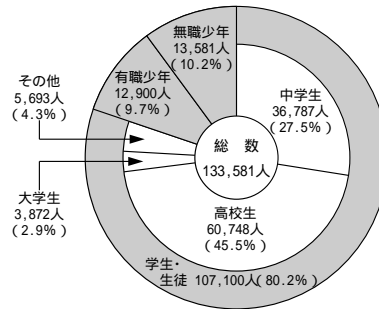 無職少年
13,581人
(10.2%)
有職少年
12,900人
(9.7%)
その他
5,693人
(4.3%)
大学生
3,872人
(2.9%)
中学生
36,787人
(27.5%)
総 数
133,581人
高校生
60,748人
(45.5%)
学生・
生徒 107,100人(80.2%)